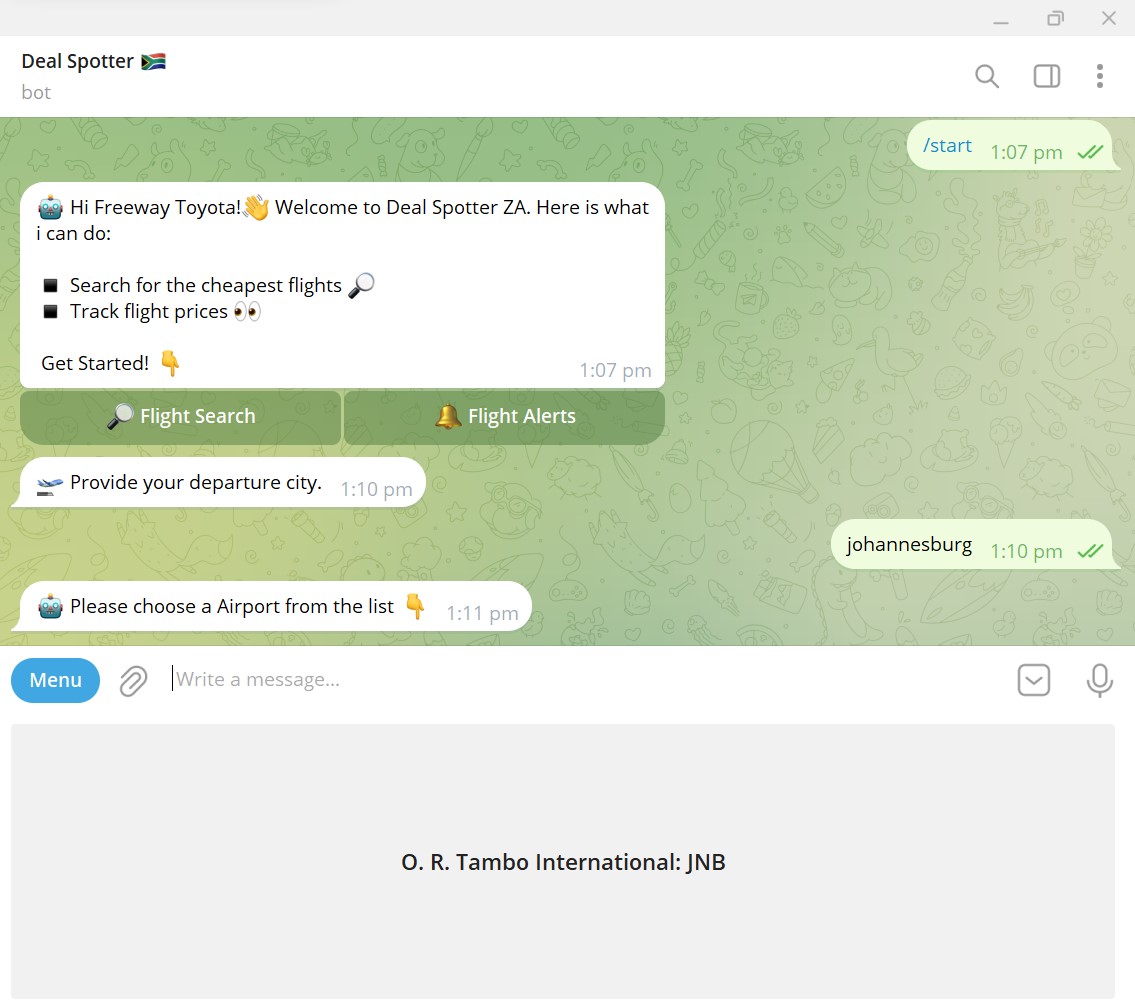 Deal Spotter 🇿🇦
bot
/start 1:07 pm
🤖 Hi Freeway Toyota!👋 Welcome to Deal Spotter ZA. Here is what
i can do:
▪️ Search for the cheapest flights 🔎
▪️ Track flight prices 👀
Get Started! 👇 1:07 pm
🔎 Flight Search 🔔 Flight Alerts
🛫 Provide your departure city. 1:10 pm
johannesburg 1:10 pm
🤖 Please choose a Airport from the list 👇 1:11 pm
Menu Write a message...
O. R. Tambo International: JNB